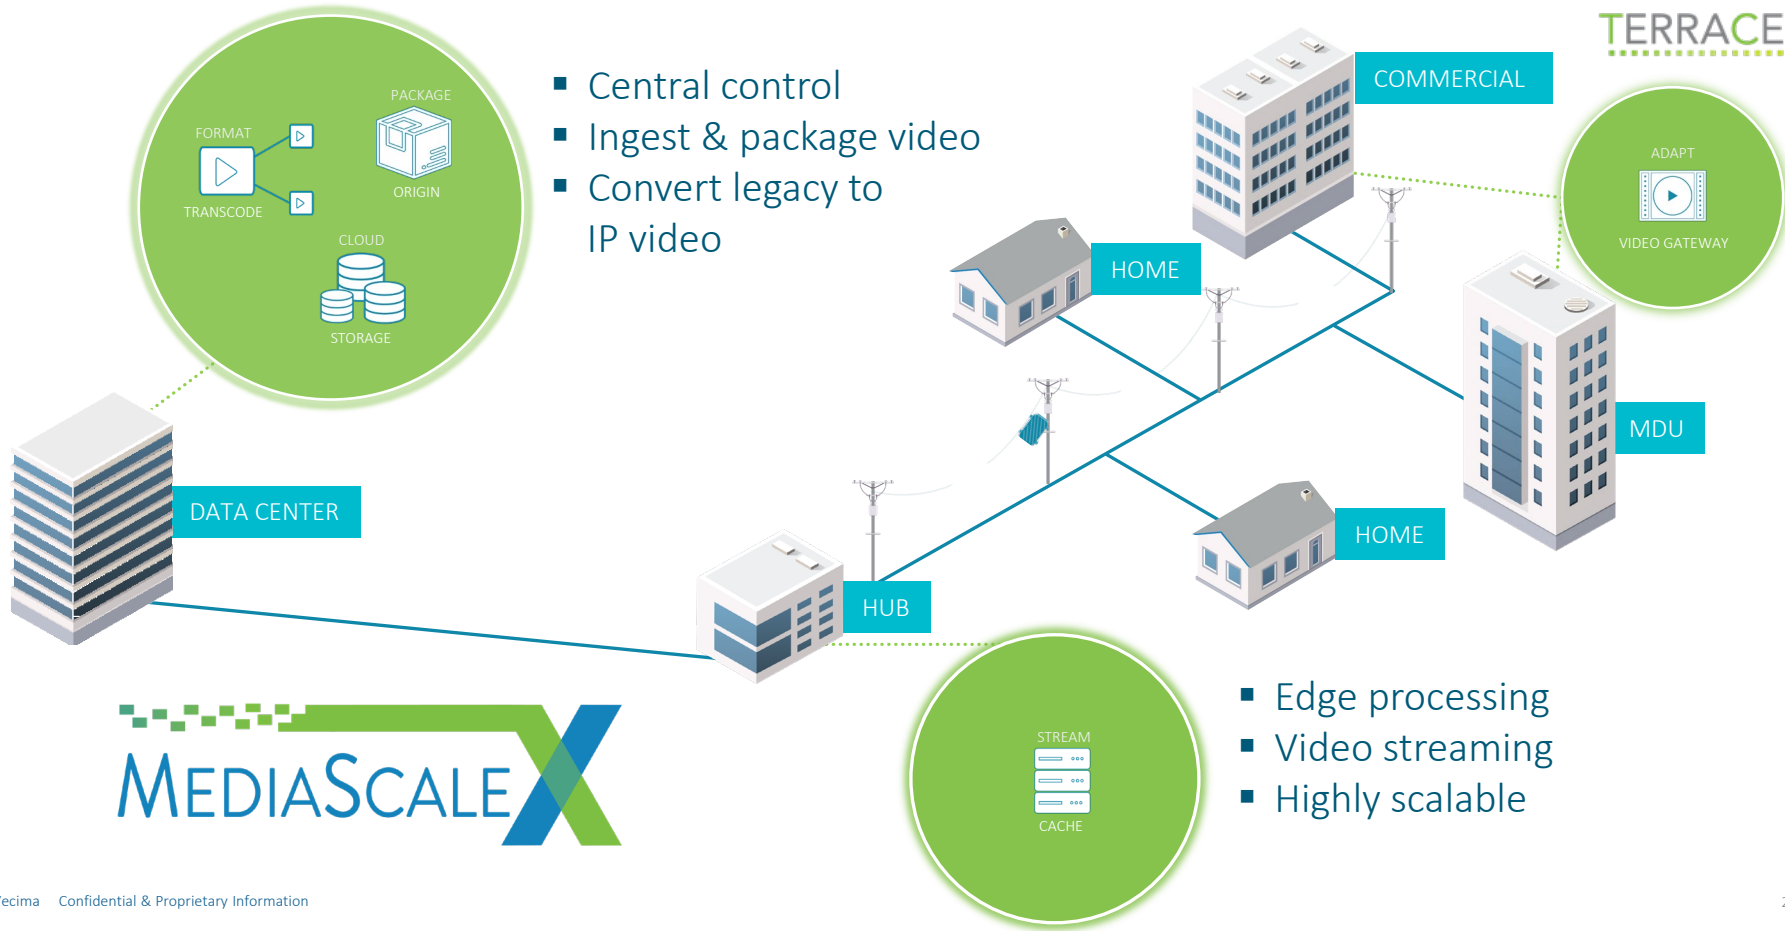 TERRACE
PACKAGE
FORMAT
ORIGIN
TRANSCODE
CLOUD
STORAGE
▪ Central control
▪ Ingest & package video
▪ Convert legacy to
IP video
COMMERCIAL
ADAPT
VIDEO GATEWAY
HOME
MDU
DATA CENTER
HOME
HUB
MEDIASCALEX
STREAM
CACHE
▪ Edge processing
▪ Video streaming
▪ Highly scalable
Confidential & Proprietary Information